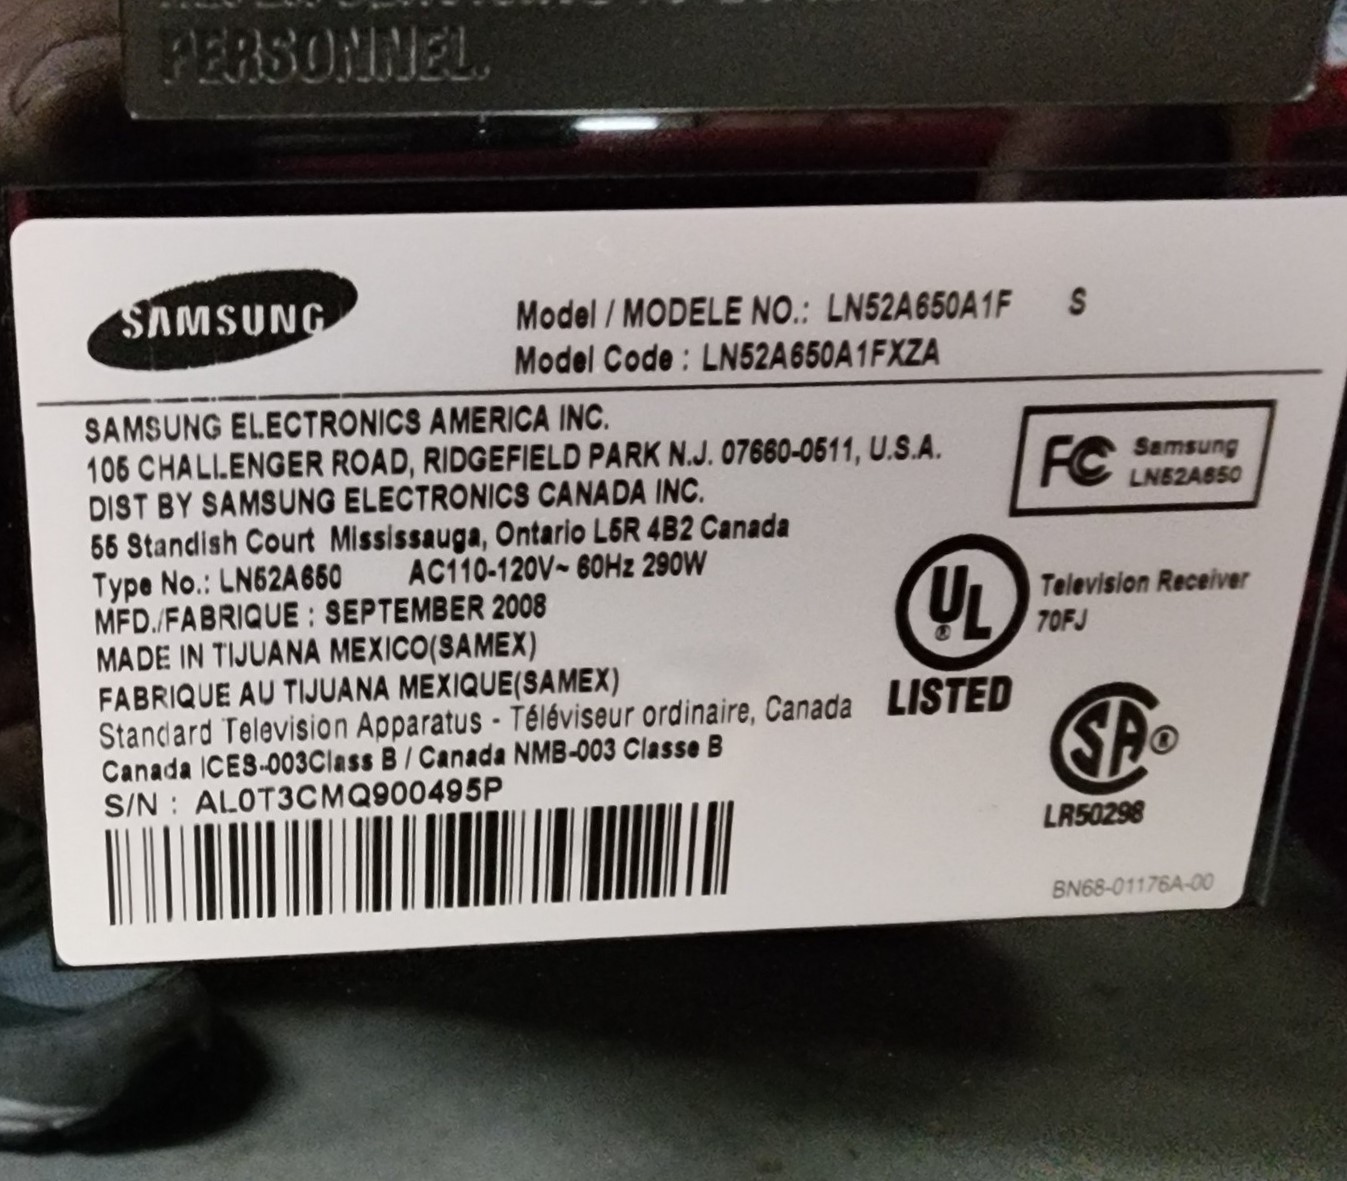 PERSONNEL.
SAMSUNG
Model / MODELE NO.: LN52A650A1F S
Model Code : LN52A650A1FXZA
SAMSUNG ELECTRONICS AMERICA INC.
105 CHALLENGER ROAD, RIDGEFIELD PARK N.J. 07660-0511, U.S.A.
DIST BY SAMSUNG ELECTRONICS CANADA INC.
55 Standish Court Mississauga, Ontario L5R 4B2 Canada
Type No.: LN52A650 AC110-120V~ 60Hz 290W
MFD./FABRIQUE : SEPTEMBER 2008
MADE IN TIJUANA MEXICO(SAMEX)
FABRIQUE AU TIJUANA MEXIQUE(SAMEX)
Standard Television Apparatus - Téléviseur ordinaire, Canada
Canada ICES-003Class B / Canada NMB-003 Classe B
S/N : AL0T3CMQ900495P
FC Samsung
LN52A650
UL ®
LISTED
Television Receiver
70FJ
SA ®
LR50298
BN68-01176A-00